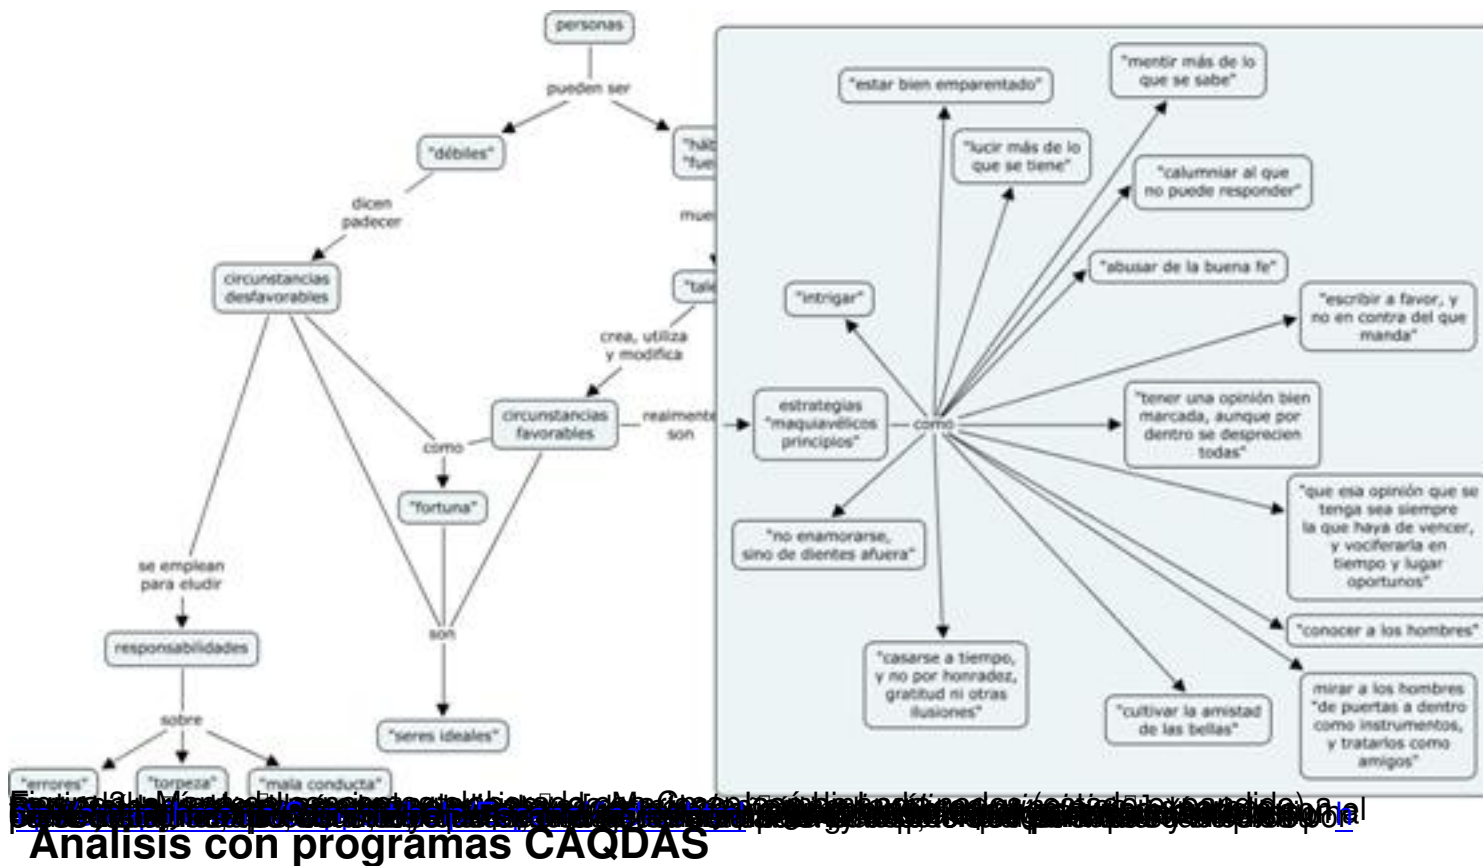 personas
pueden ser
"débiles"
dicen
padecer
circunstancias
desfavorables
crea, utiliza
y modifica
circunstancias
favorables
realmente
son
como
"fortuna"
se emplean
para eludir
responsabilidades
son
sobre
"seres ideales"
"errores"
"torpeza"
"mala conducta"
"estar bien emparentado"
"mentir más de lo
que se sabe"
"lucir más de lo
que se tiene"
"calumniar al que
no puede responder"
"abusar de la buena fe"
"intrigar"
"escribir a favor, y
no en contra del que
manda"
estrategias
"maquiavélicos
principios"
como
"tener una opinión bien
marcada, aunque por
dentro se desprecien
todas"
"que esa opinión que se
tenga sea siempre
la que haya de vencer,
y vociferarla en
tiempo y lugar
oportunos"
"no enamorarse,
sino de dientes afuera"
"conocer a los hombres"
"casarse a tiempo,
y no por honradez,
gratitud ni otras
ilusiones"
"cultivar la amistad
de las bellas"
mirar a los hombres
"de puertas a dentro
como instrumentos,
y tratarlos como
amigos"
Análisis con programas CAQDAS